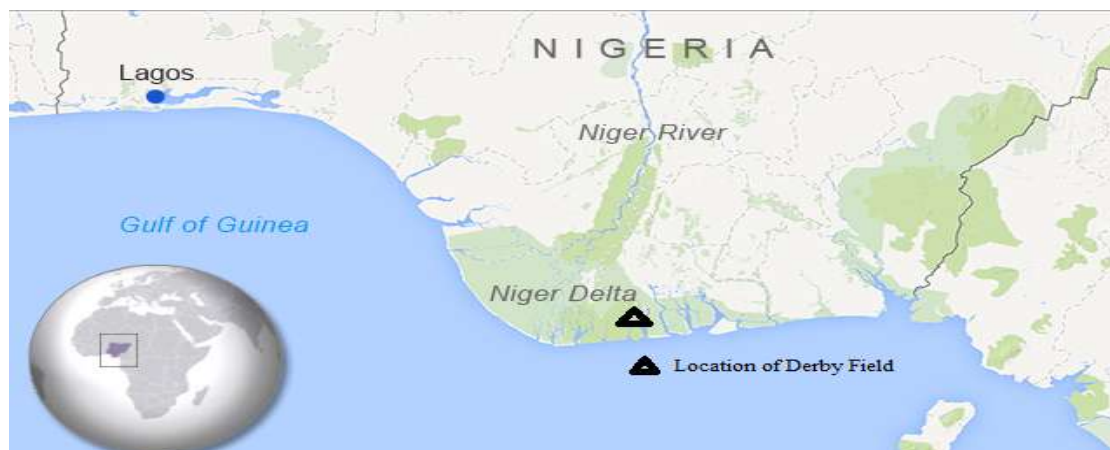 NIGERIA
Lagos
Niger River
Gulf of Guinea
Niger Delta
Location of Derby Field